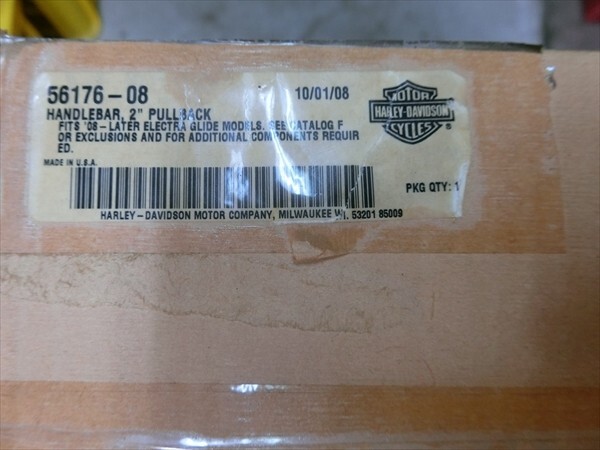 56176-08
10/01/08
HANDLEBAR, 2" PULLBACK
FITS '08-LATER ELECTRA GLIDE MODELS. SEE CATALOG F
OR EXCLUSIONS AND FOR ADDITIONAL COMPONENTS REQUIR
ED.
MADE IN U.S.A.
MOTOR
HARLEY-DAVIDSON
CYCLES
®
PKG QTY: 1
HARLEY-DAVIDSON MOTOR COMPANY, MILWAUKEE WI. 53201 85009